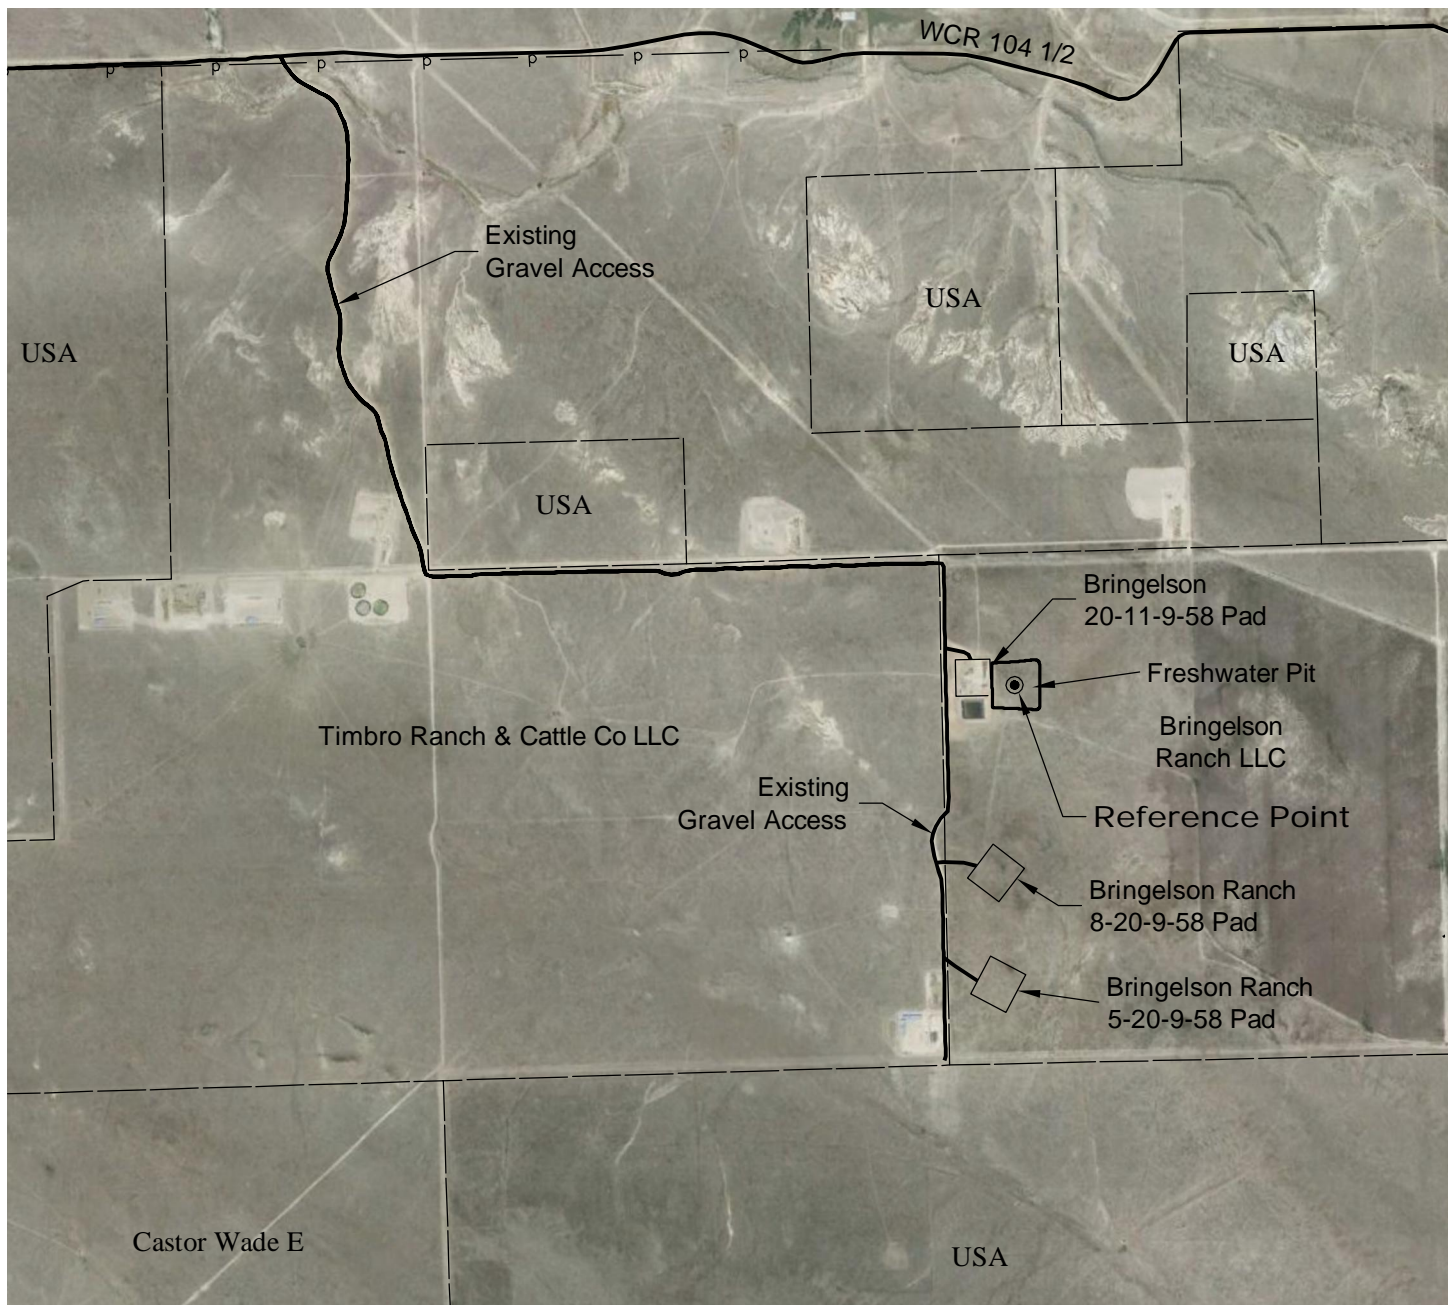 WCR 104 1/2
p p p p p p p
Existing
Gravel Access
USA
USA
USA
USA
Bringelson
20-11-9-58 Pad
Freshwater Pit
Timbro Ranch & Cattle Co LLC
Bringelson
Ranch LLC
Existing
Gravel Access
Reference Point
Bringelson Ranch
8-20-9-58 Pad
Bringelson Ranch
5-20-9-58 Pad
Castor Wade E
USA